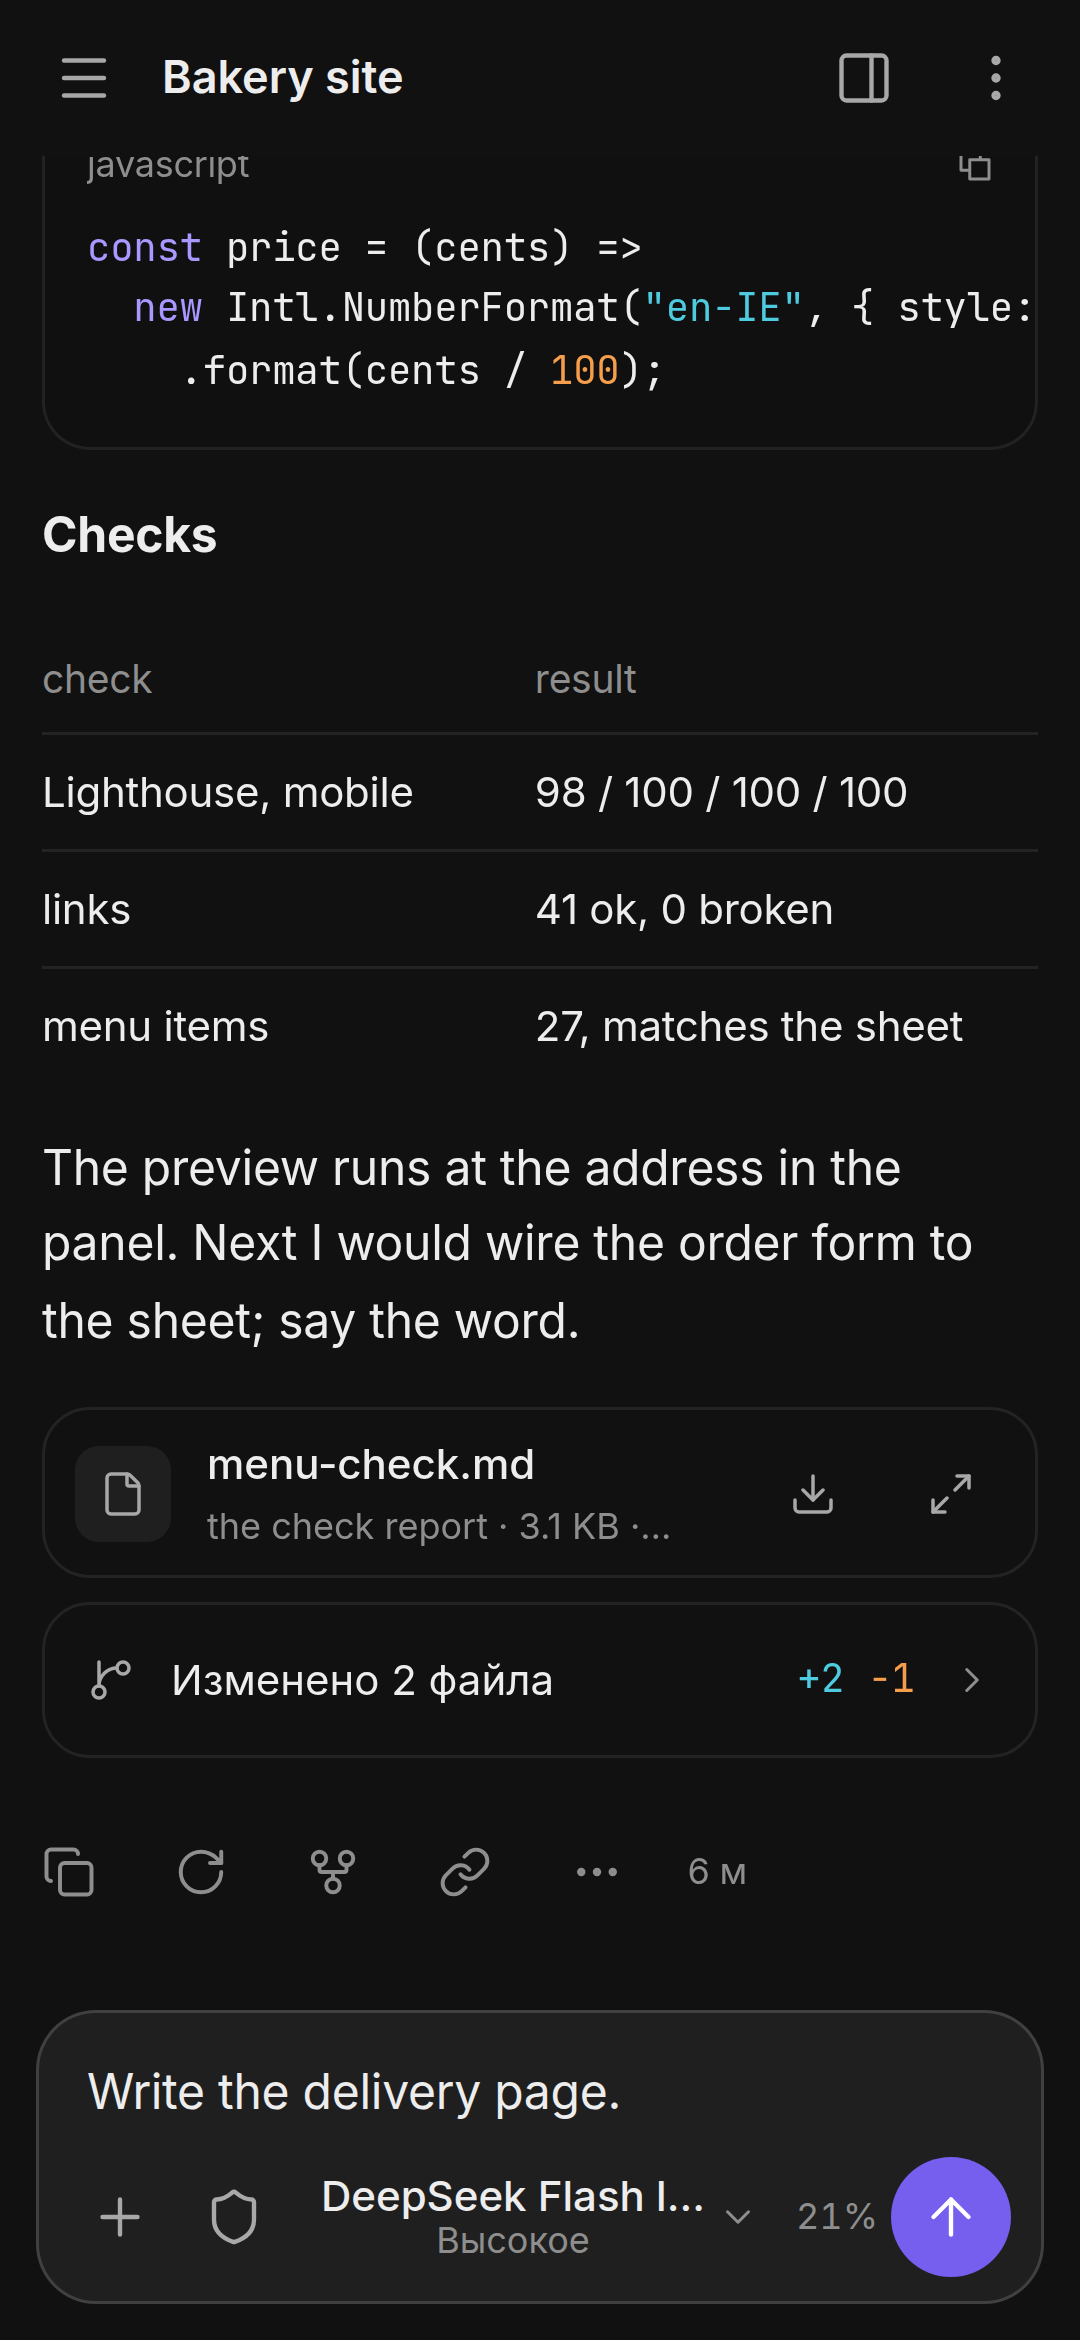 Bakery site
javascript
const price = (cents) =>
new Intl.NumberFormat("en-IE", { style:
.format(cents / 100);
Checks
check result
Lighthouse, mobile 98 / 100 / 100 / 100
links 41 ok, 0 broken
menu items 27, matches the sheet
The preview runs at the address in the
panel. Next I would wire the order form to
the sheet; say the word.
menu-check.md
the check report · 3.1 KB ·...
Изменено 2 файла +2 -1
6 м
Write the delivery page.
DeepSeek Flash I...
Высокое
21%